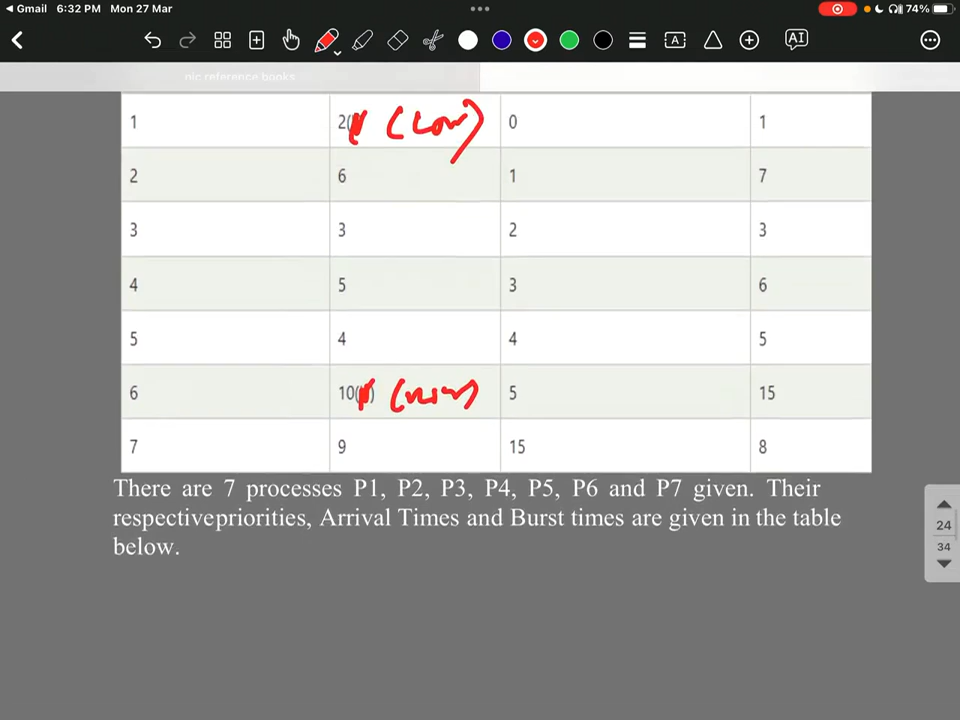 Gmail 6:32 PM Mon 27 Mar 74%
A AI
nic reference books
1 2( (Low) 0 1
2 6 1 7
3 3 2 3
4 5 3 6
5 4 4 5
6 10( ) 5 15
7 9 15 8
There are 7 processes P1, P2, P3, P4, P5, P6 and P7 given. Their
respectivepriorities, Arrival Times and Burst times are given in the table
below.
24
34